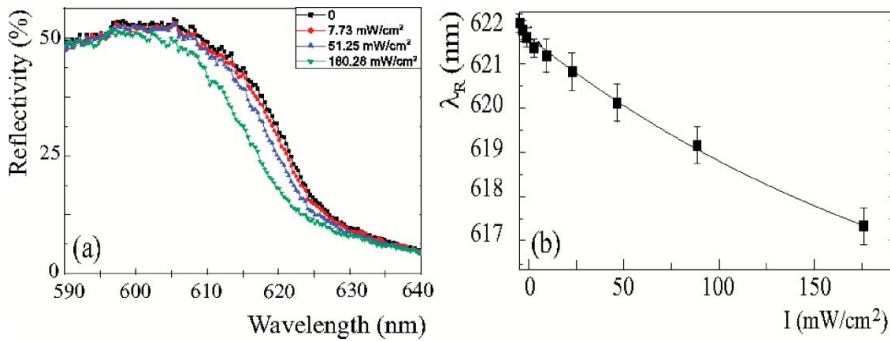 50
25
0
590
600
610
620
630
640
Reflectivity (%)
Wavelength (nm)
(a)
0
7.73 mW/cm²
51.25 mW/cm²
180.28 mW/cm²
622
621
620
619
618
617
λR (nm)
(b)
0
50
100
150
I (mW/cm²)